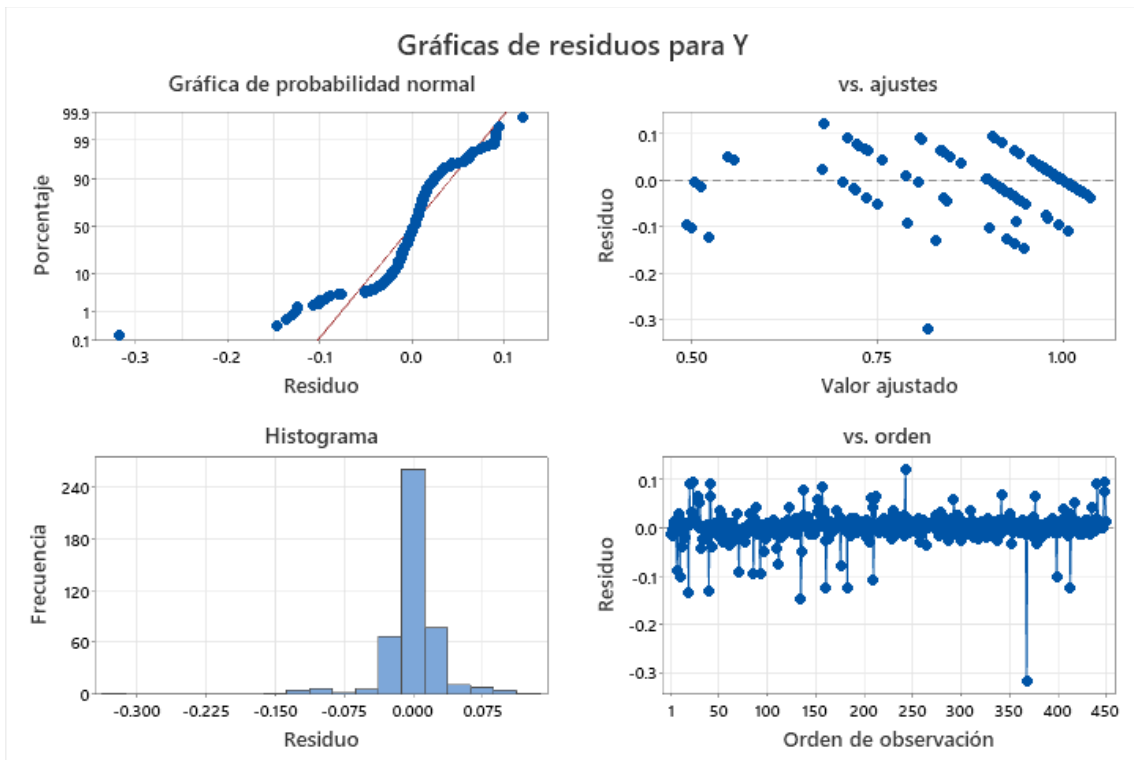 Gráficas de residuos para Y
Gráfica de probabilidad normal
99.9
99
90
50
10
1
0.1
Porcentaje
-0.3 -0.2 -0.1 0.0 0.1
Residuo
vs. ajustes
0.1
0.0
-0.1
-0.2
-0.3
Residuo
0.50 0.75 1.00
Valor ajustado
Histograma
240
180
120
60
0
Frecuencia
-0.300 -0.225 -0.150 -0.075 0.000 0.075
Residuo
vs. orden
0.1
0.0
-0.1
-0.2
-0.3
Residuo
1 50 100 150 200 250 300 350 400 450
Orden de observación